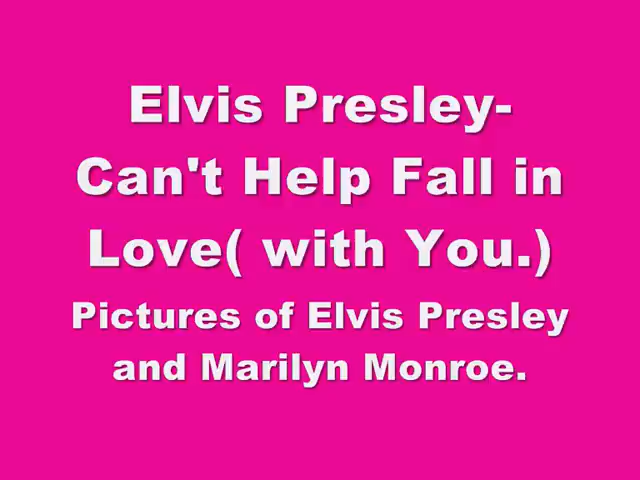 Elvis Presley-
Can't Help Fall in
Love( with You.)
Pictures of Elvis Presley
and Marilyn Monroe.